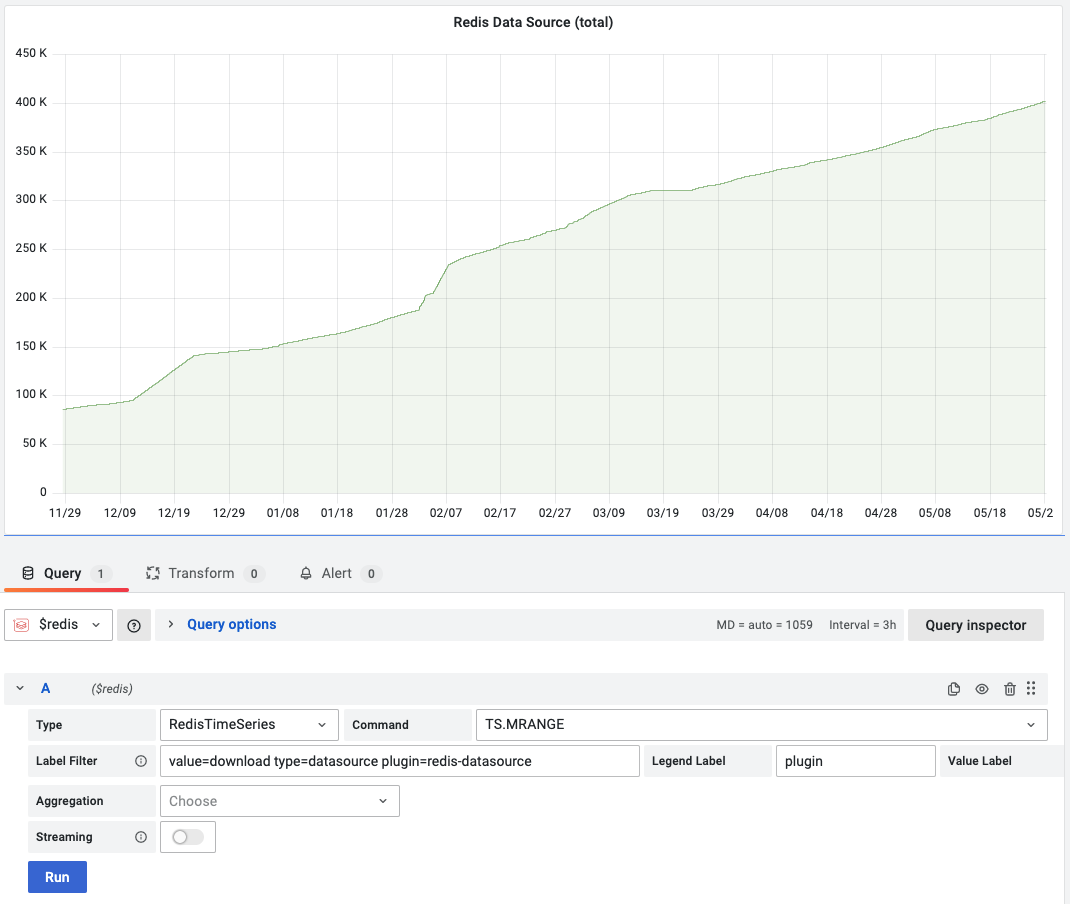 Redis Data Source (total)
450 K
400 K
350 K
300 K
250 K
200 K
150 K
100 K
50 K
0
11/29 12/09 12/19 12/29 01/08 01/18 01/28 02/07 02/17 02/27 03/09 03/19 03/29 04/08 04/18 04/28 05/08 05/18 05/2
Query 1 Transform 0 Alert 0
$redis Query options MD = auto = 1059 Interval = 3h Query inspector
A ($redis)
Type RedisTimeSeries Command TS.MRANGE
Label Filter value=download type=datasource plugin=redis-datasource Legend Label plugin Value Label
Aggregation Choose
Streaming
Run